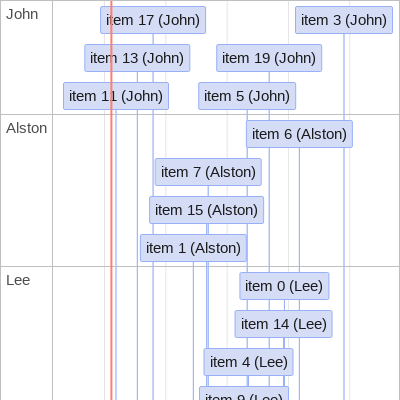 John
item 17 (John)
item 3 (John)
item 13 (John)
item 19 (John)
item 11 (John)
item 5 (John)
Alston
item 6 (Alston)
item 7 (Alston)
item 15 (Alston)
item 1 (Alston)
Lee
item 0 (Lee)
item 14 (Lee)
item 4 (Lee)
item 9 (Lee)